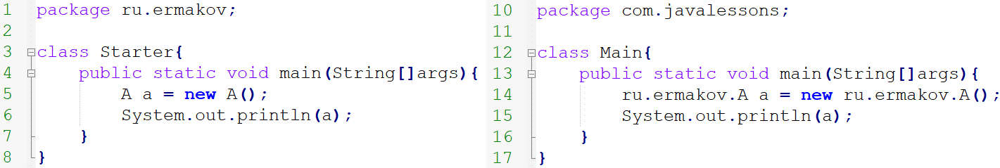 1 package ru.ermakov;
2
3 class Starter{
4 public static void main(String[]args){
5 A a = new A();
6 System.out.println(a);
7 }
8 }
10 package com.javalessons;
11
12 class Main{
13 public static void main(String[]args){
14 ru.ermakov.A a = new ru.ermakov.A();
15 System.out.println(a);
16 }
17 }